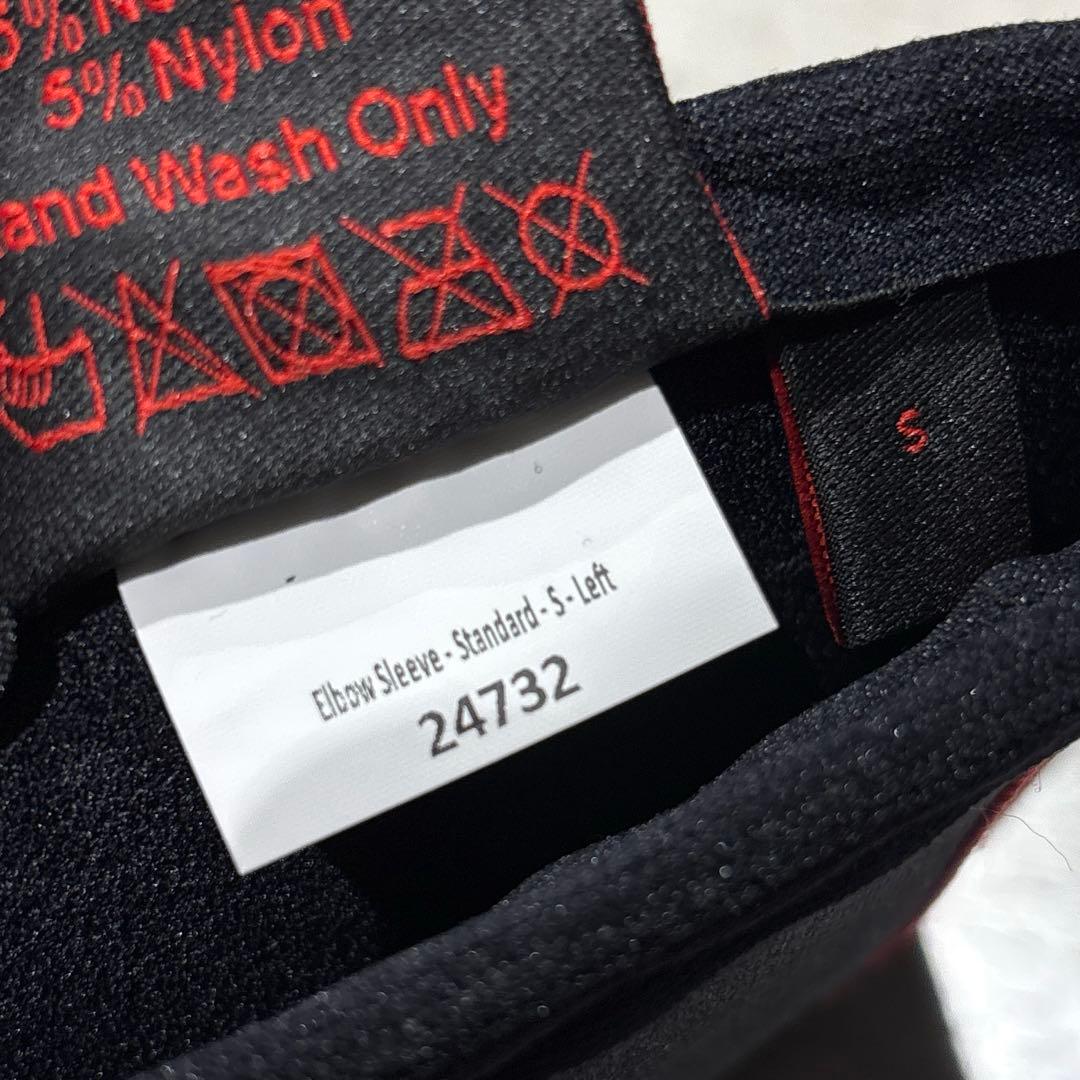 5% Nylon
and Wash Only
S
Elbow Sleeve - Standard - S - Left
24732